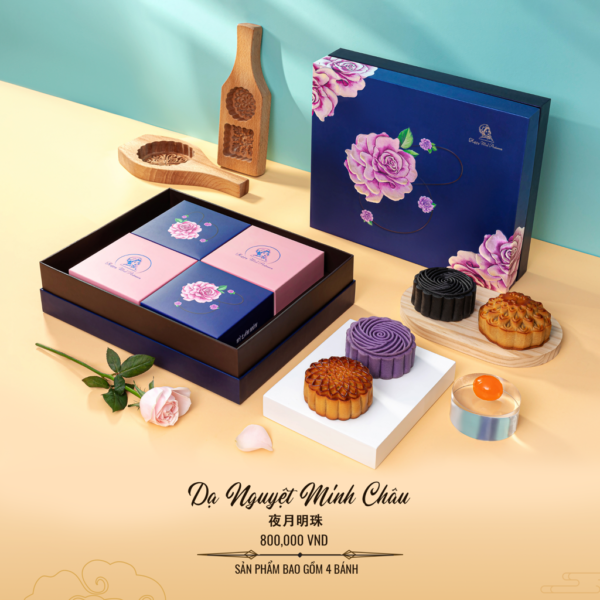 Dạ Nguyệt Minh Châu
夜月明珠
800,000 VND
SẢN PHẨM BAO GỒM 4 BÁNH